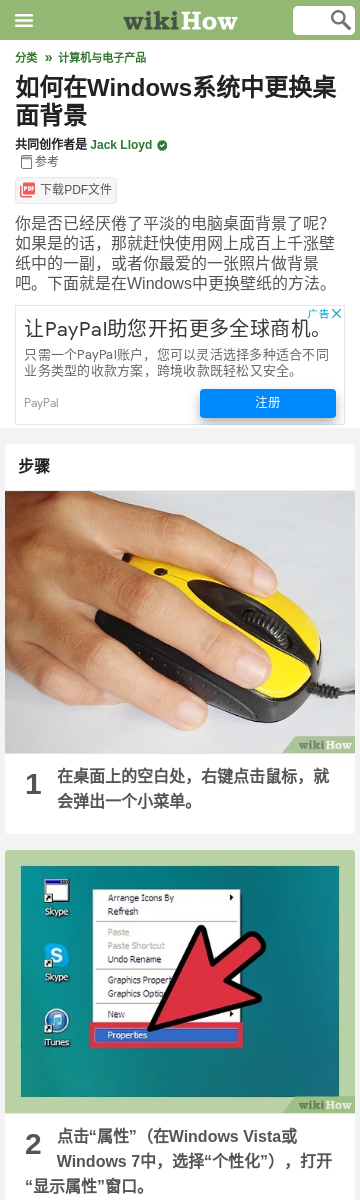 wikiHow
分类 » 计算机与电子产品
如何在Windows系统中更换桌
面背景
共同创作者是 Jack Lloyd
参考
PDF 下载PDF文件
你是否已经厌倦了平淡的电脑桌面背景了呢?
如果是的话，那就赶快使用网上成百上千涨壁
纸中的一副，或者你最爱的一张照片做背景
吧。下面就是在Windows中更换壁纸的方法。
广告
让PayPal助您开拓更多全球商机。
只需一个PayPal账户，您可以灵活选择多种适合不同
业务类型的收款方案，跨境收款既轻松又安全。
PayPal
注册
步骤
wikiHow
1 在桌面上的空白处，右键点击鼠标，就
会弹出一个小菜单。
Skype
Skype
iTunes
Arrange Icons By
Refresh
Paste
Paste Shortcut
Undo Rename
Graphics Propert
Graphics Optio
New
Properties
wikiHow
2 点击“属性”（在Windows Vista或
Windows 7中，选择“个性化”），打开
“显示属性”窗口。